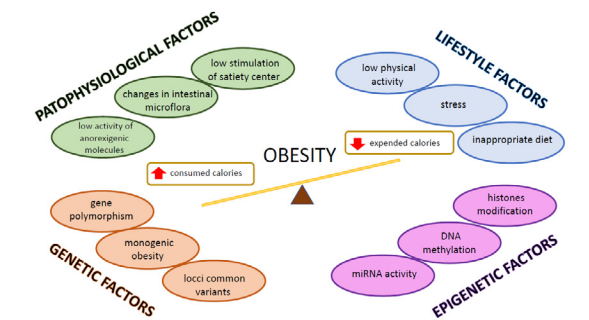 PATOPHYSIOLOGICAL FACTORS
low stimulation
of satiety center
changes in intestinal
microflora
low activity of
anorexigenic
molecules
LIFESTYLE FACTORS
low physical
activity
stress
inappropriate diet
OBESITY
expended calories
consumed calories
gene
polymorphism
monogenic
obesity
locci common
variants
GENETIC FACTORS
histones
modification
DNA
methylation
miRNA activity
EPIGENETIC FACTORS